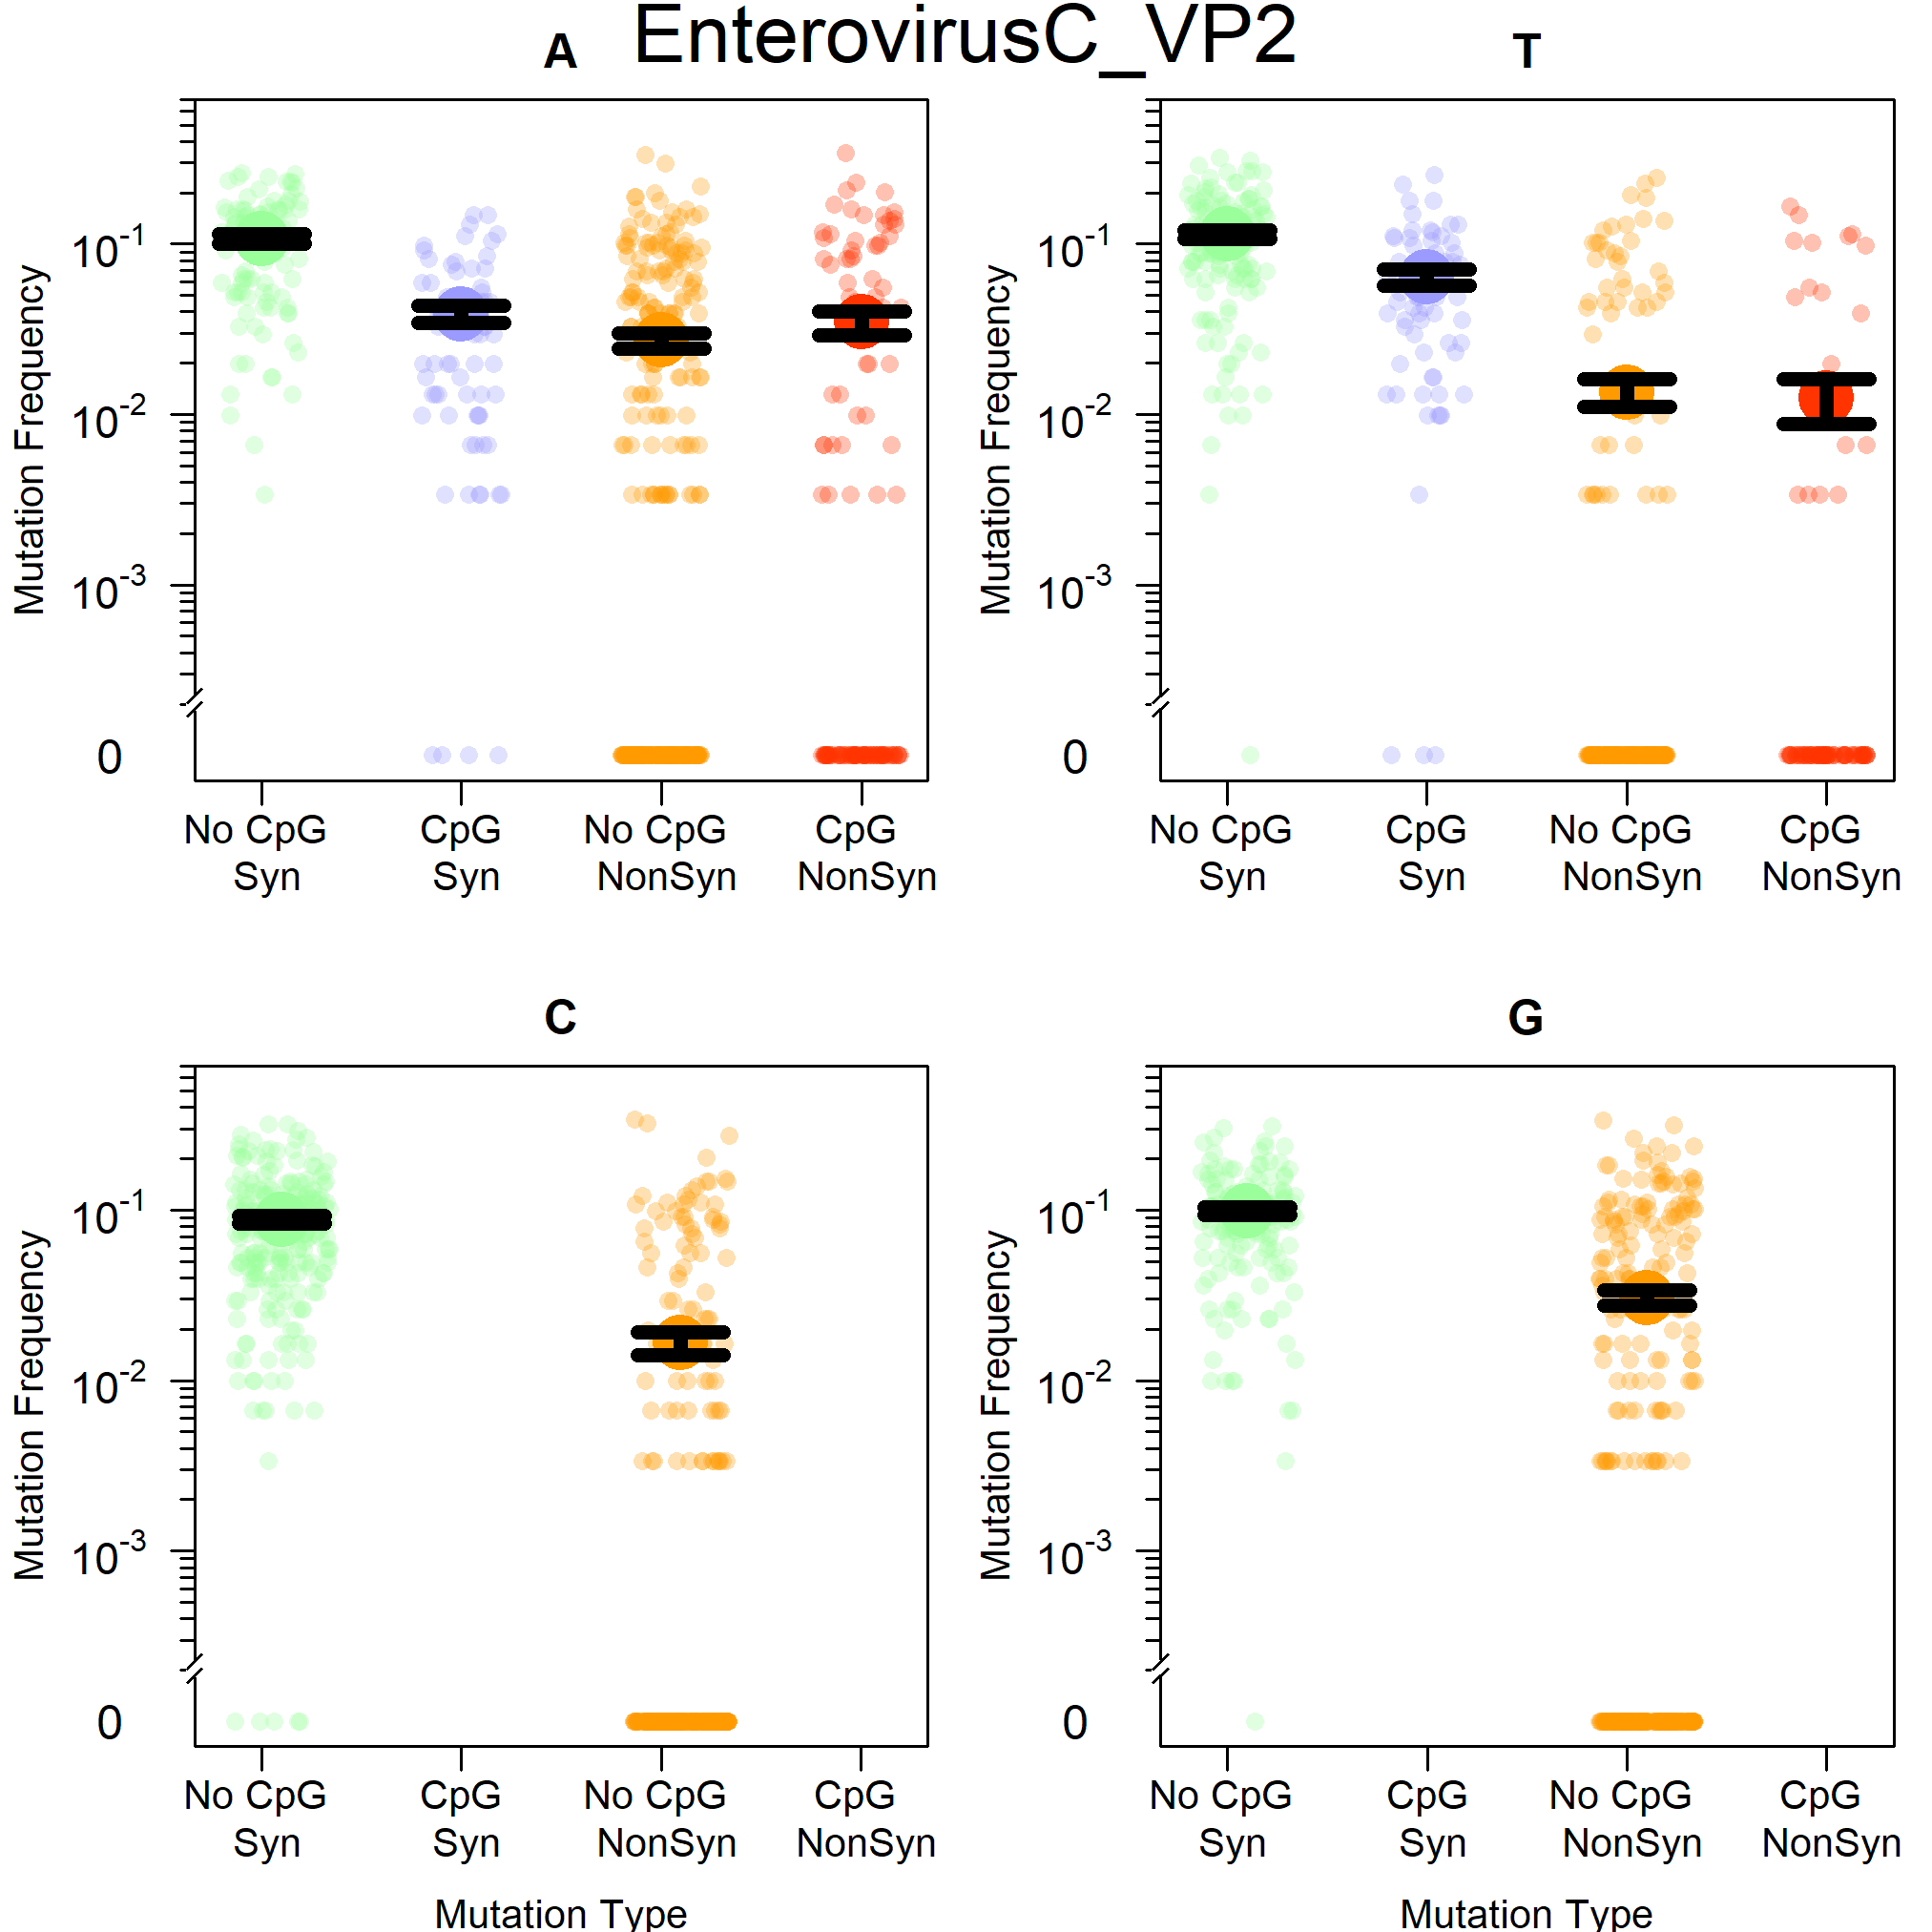 EnterovirusC_VP2
A
Mutation Frequency
10-1
10-2
10-3
0
No CpG Syn
CpG Syn
No CpG NonSyn
CpG NonSyn
T
Mutation Frequency
10-1
10-2
10-3
0
No CpG Syn
CpG Syn
No CpG NonSyn
CpG NonSyn
C
Mutation Frequency
10-1
10-2
10-3
0
No CpG Syn
CpG Syn
No CpG NonSyn
CpG NonSyn
Mutation Type
G
Mutation Frequency
10-1
10-2
10-3
0
No CpG Syn
CpG Syn
No CpG NonSyn
CpG NonSyn
Mutation Type